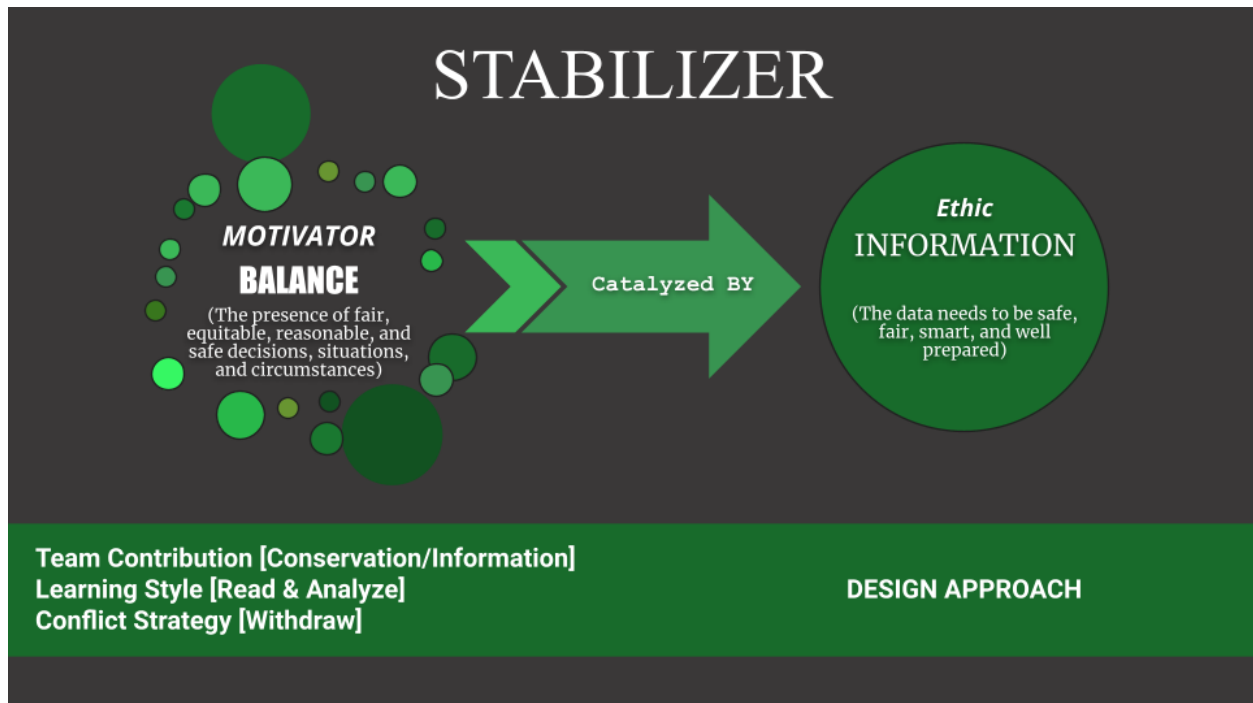 STABILIZER
MOTIVATOR
BALANCE
(The presence of fair,
equitable, reasonable, and
safe decisions, situations,
and circumstances)
Catalyzed BY
Ethic
INFORMATION
(The data needs to be safe,
fair, smart, and well
prepared)
Team Contribution [Conservation/Information]
Learning Style [Read & Analyze]
Conflict Strategy [Withdraw]
DESIGN APPROACH